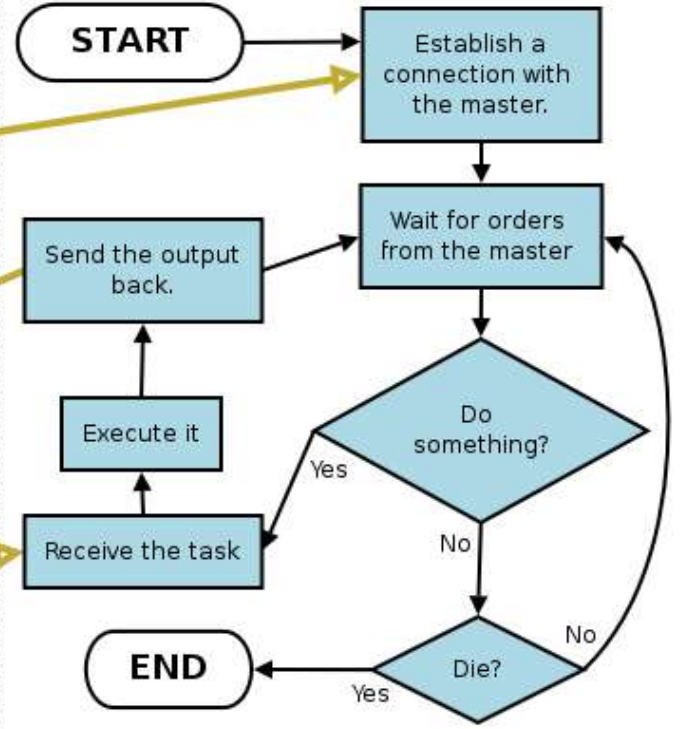 START
Establish a
connection with
the master.
Wait for orders
from the master
Send the output
back.
Do
something?
Execute it
Yes
Receive the task
No
No
Die?
END
Yes